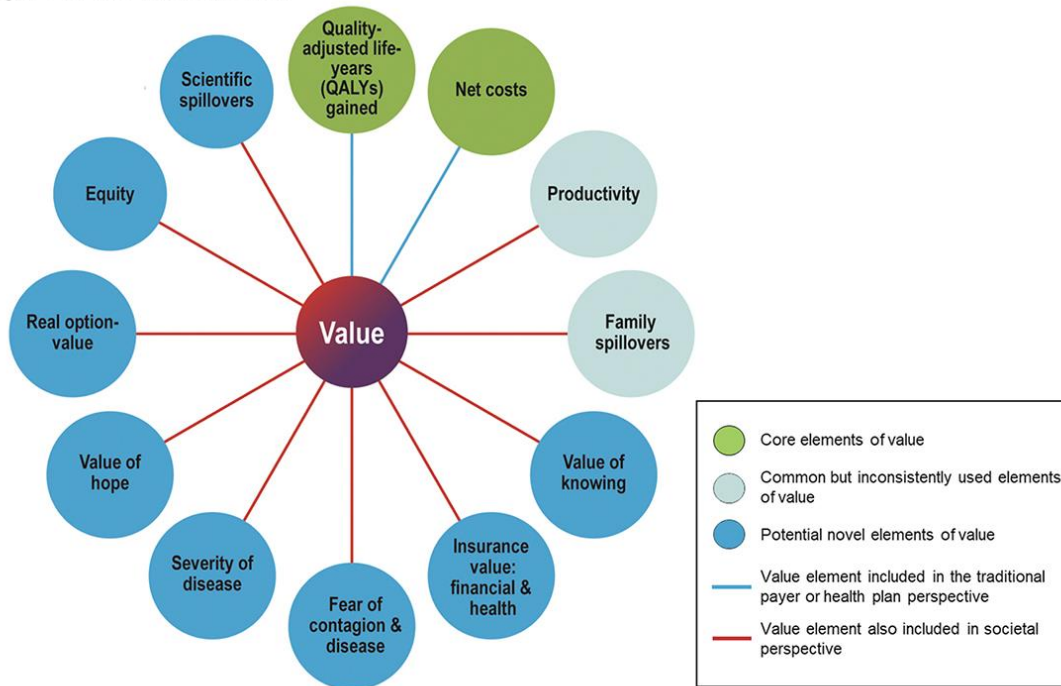 Quality-
adjusted life-
years
(QALYs)
gained
Net costs
Productivity
Family
spillovers
Value of
knowing
Insurance
value:
financial &
health
Fear of
contagion &
disease
Severity of
disease
Value of
hope
Real option-
value
Equity
Scientific
spillovers
Value
Core elements of value
Common but inconsistently used elements
of value
Potential novel elements of value
Value element included in the traditional
payer or health plan perspective
Value element also included in societal
perspective